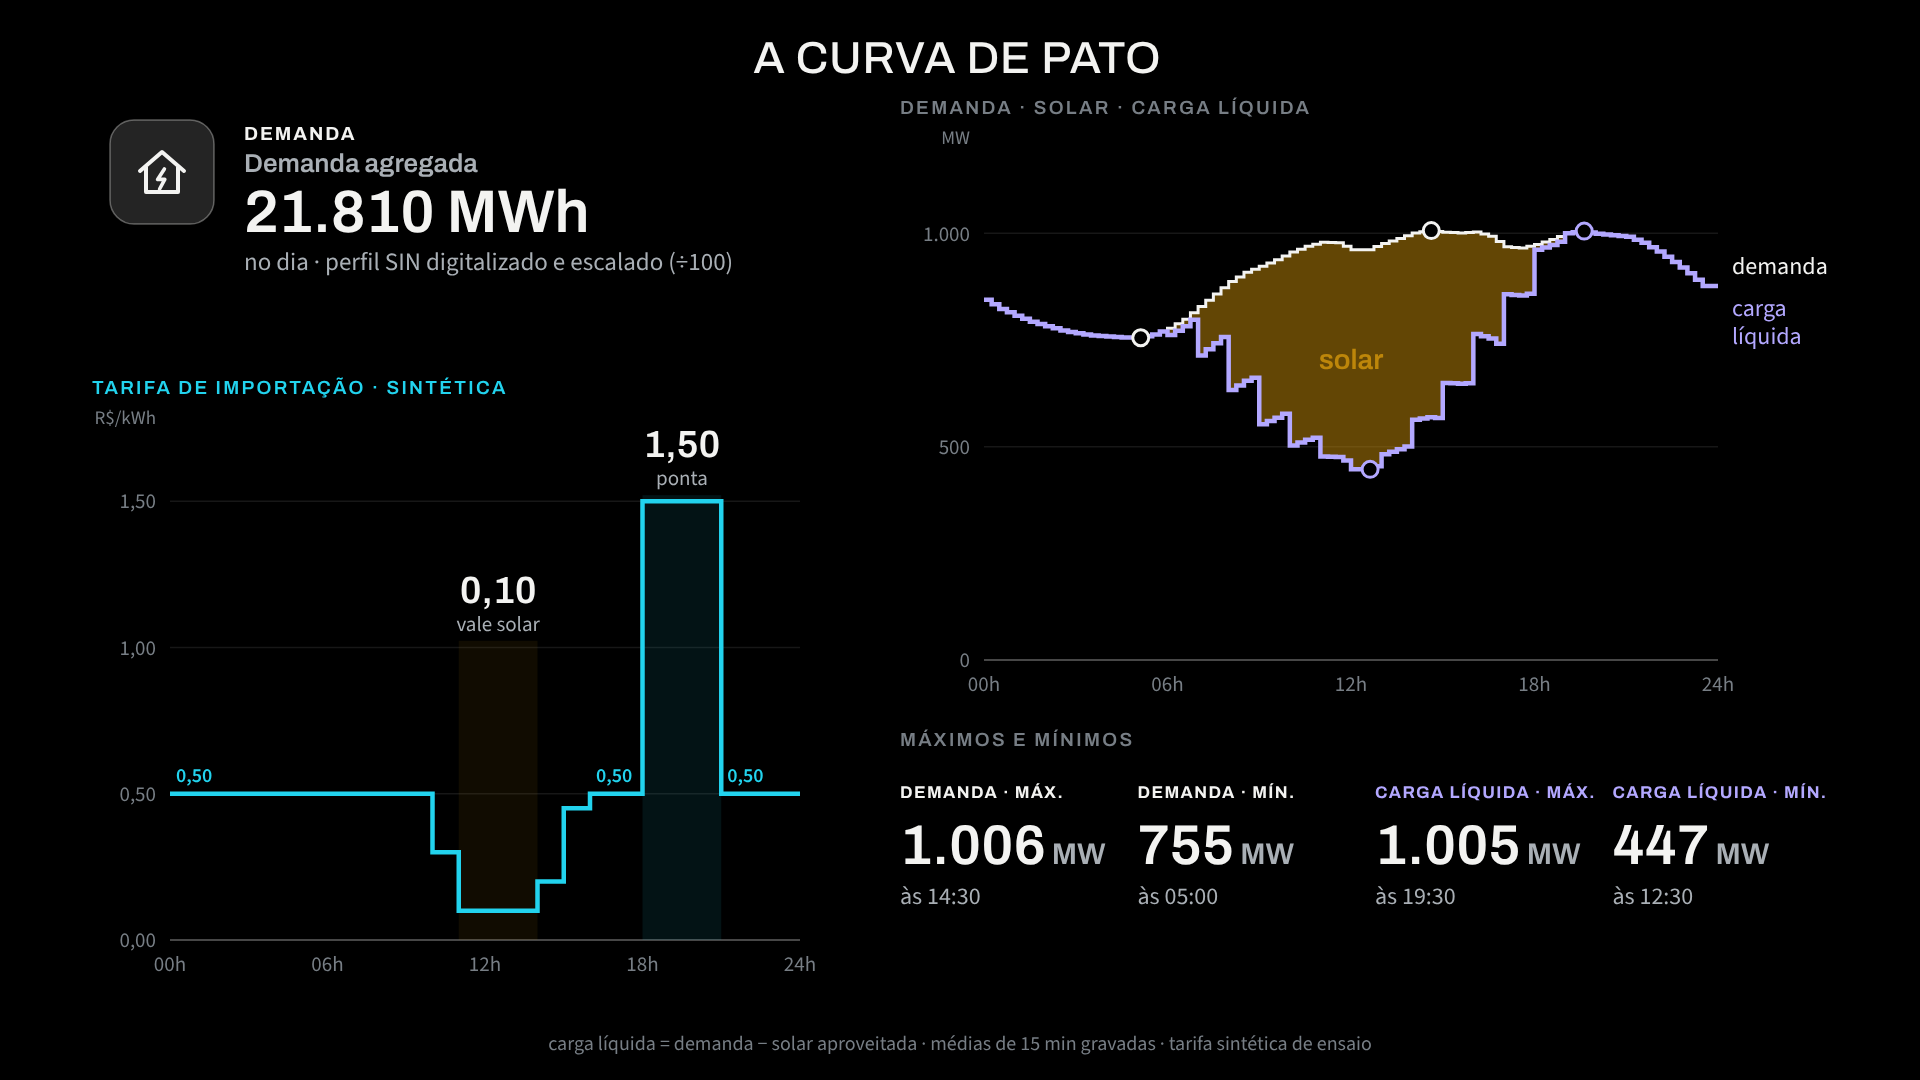 A CURVA DE PATO
DEMANDA
Demanda agregada
21.810 MWh
no dia · perfil SIN digitalizado e escalado (÷100)
TARIFA DE IMPORTAÇÃO · SINTÉTICA
R$/kWh
1,50
ponta
1,50
0,10
vale solar
1,00
0,50
0,50
0,50
0,50
0,00
00h
06h
12h
18h
24h
DEMANDA · SOLAR · CARGA LÍQUIDA
MW
1.000
demanda
carga
líquida
solar
500
0
00h
06h
12h
18h
24h
MÁXIMOS E MÍNIMOS
DEMANDA · MÁX.
1.006 MW
às 14:30
DEMANDA · MÍN.
755 MW
às 05:00
CARGA LÍQUIDA · MÁX.
1.005 MW
às 19:30
CARGA LÍQUIDA · MÍN.
447 MW
às 12:30
carga líquida = demanda − solar aproveitada · médias de 15 min gravadas · tarifa sintética de ensaio